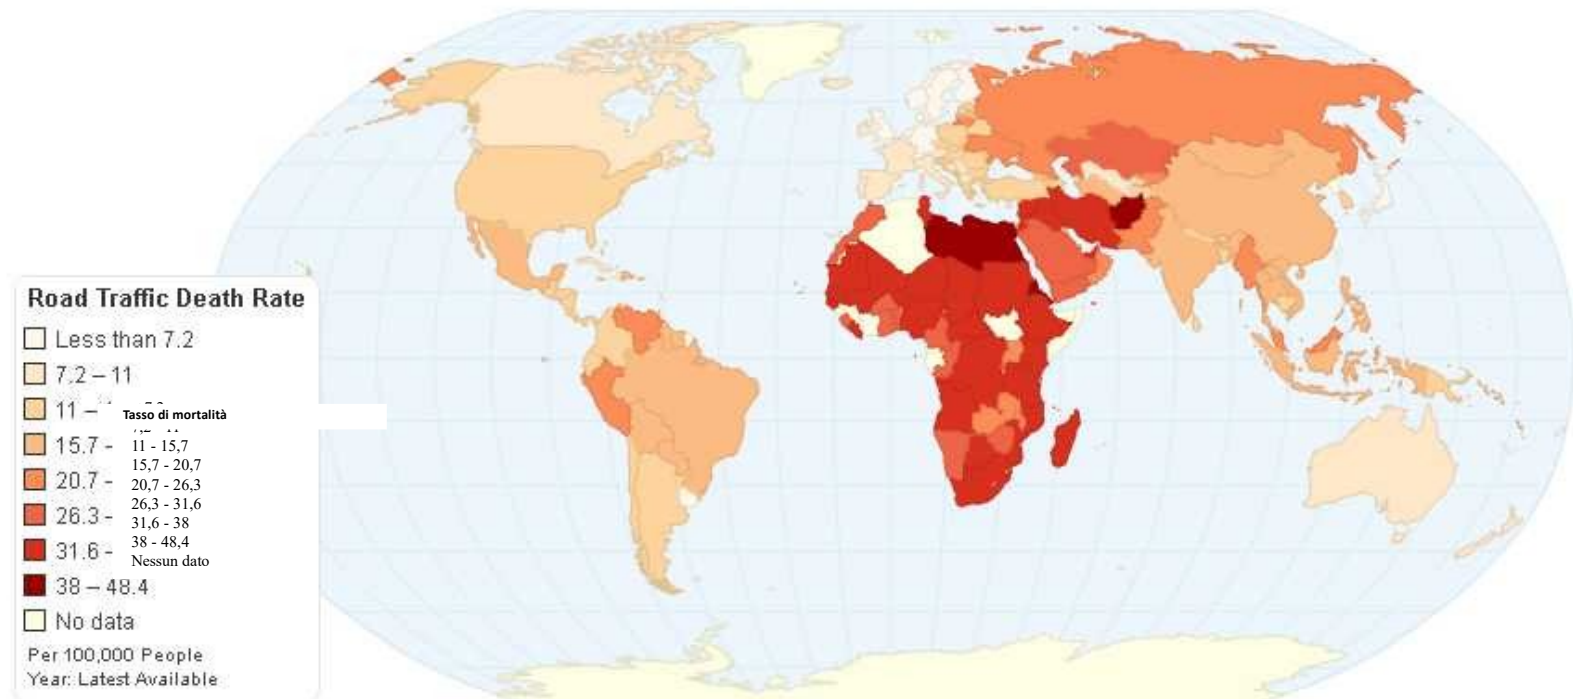 Road Traffic Death Rate
Less than 7.2
7.2 – 11
11 –
Tasso di mortalità
15.7 -
11 - 15,7
15,7 - 20,7
20.7 -
20,7 - 26,3
26.3 -
26,3 - 31,6
31,6 - 38
31.6 -
38 - 48,4
Nessun dato
38 – 48.4
No data
Per 100,000 People
Year: Latest Available